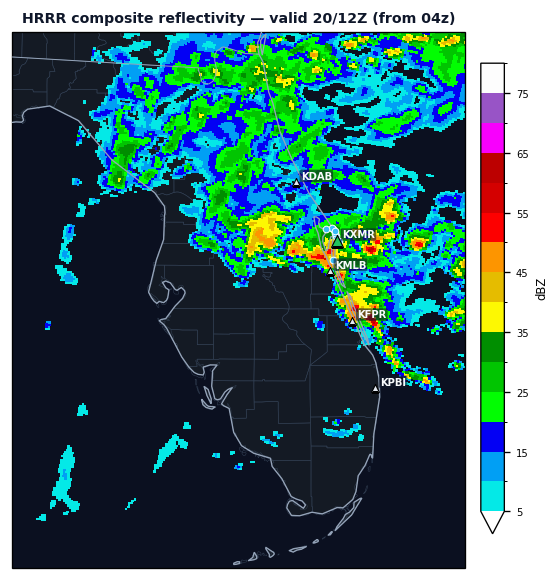 HRRR composite reflectivity — valid 20/12Z (from 04z)
KDAB
KXMR
KMLB
KFPR
KPBI
75
65
55
45
35
25
15
5
dBZ